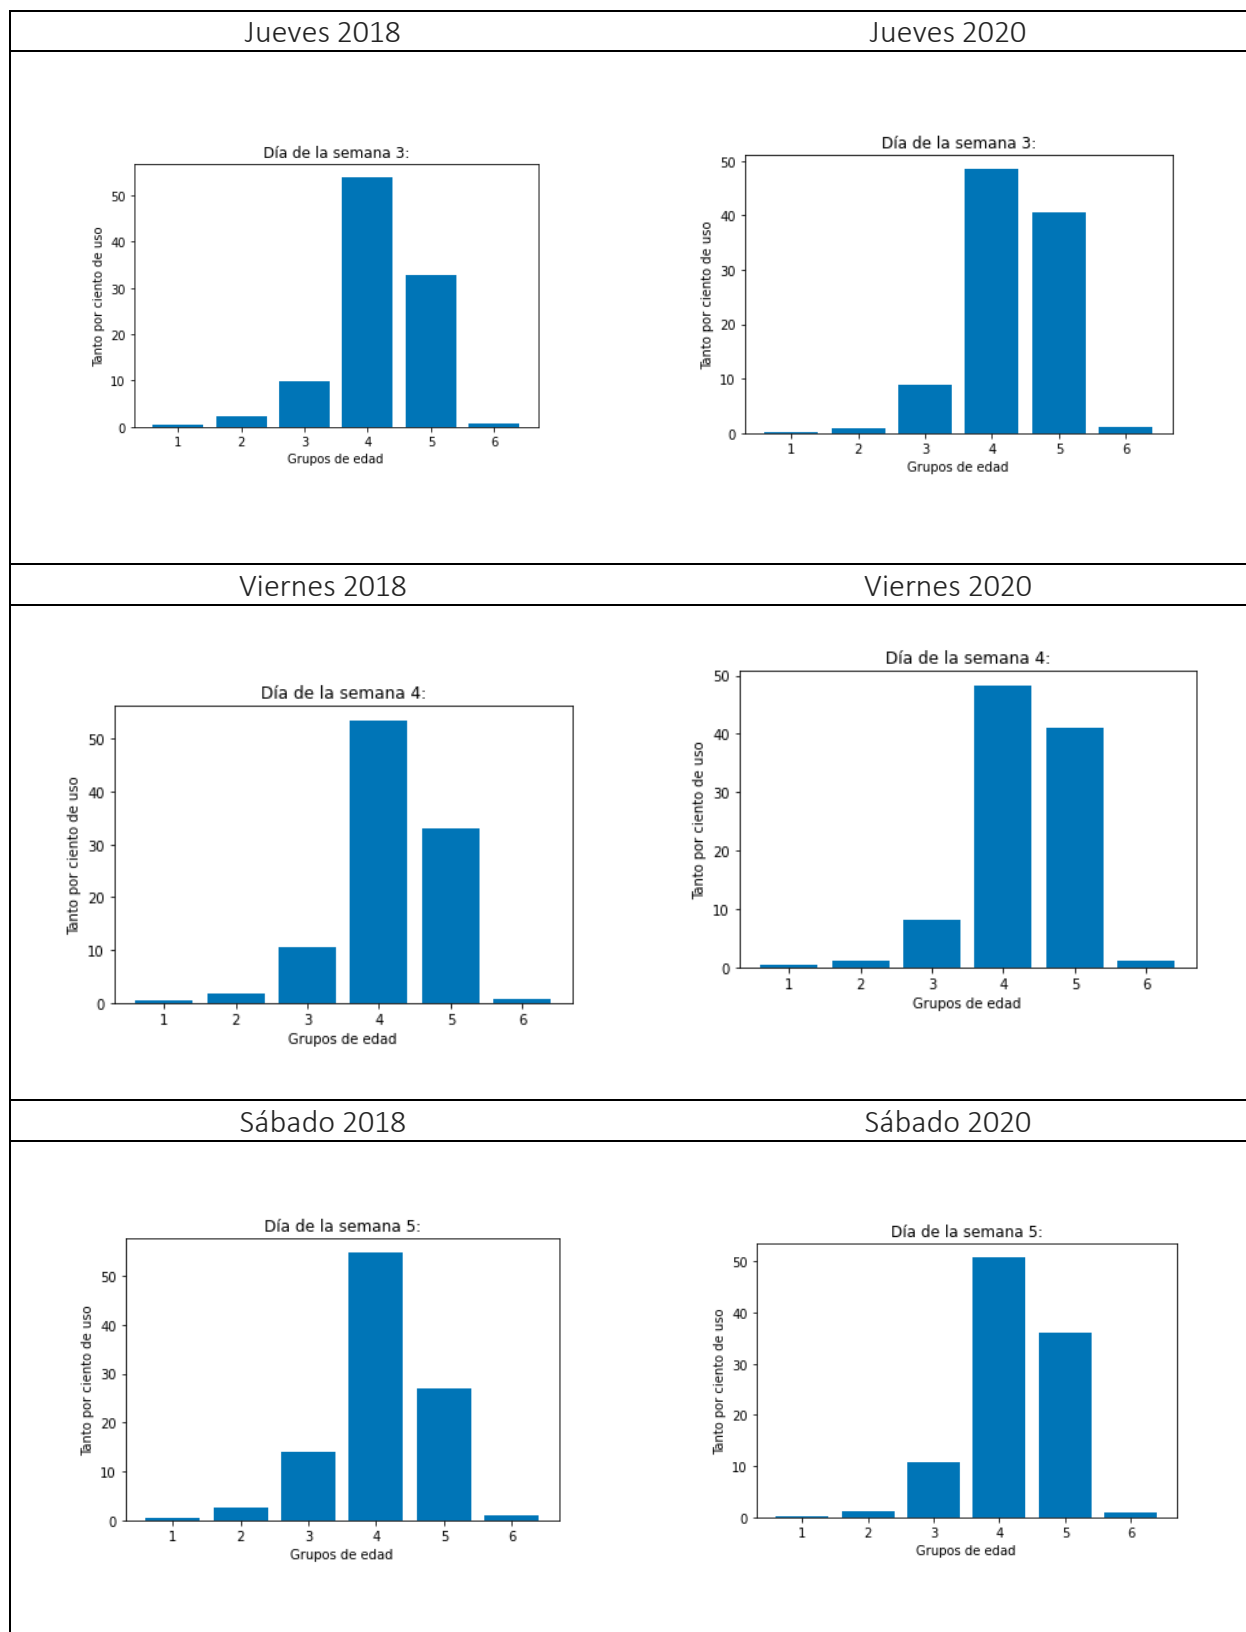 Jueves 2018
Jueves 2020
Día de la semana 3:
50
40
30
20
10
0
Tanto por ciento de uso
1 2 3 4 5 6
Grupos de edad
Día de la semana 3:
50
40
30
20
10
0
Tanto por ciento de uso
1 2 3 4 5 6
Grupos de edad
Viernes 2018
Viernes 2020
Día de la semana 4:
50
40
30
20
10
0
Tanto por ciento de uso
1 2 3 4 5 6
Grupos de edad
Día de la semana 4:
50
40
30
20
10
0
Tanto por ciento de uso
1 2 3 4 5 6
Grupos de edad
Sábado 2018
Sábado 2020
Día de la semana 5:
50
40
30
20
10
0
Tanto por ciento de uso
1 2 3 4 5 6
Grupos de edad
Día de la semana 5:
50
40
30
20
10
0
Tanto por ciento de uso
1 2 3 4 5 6
Grupos de edad